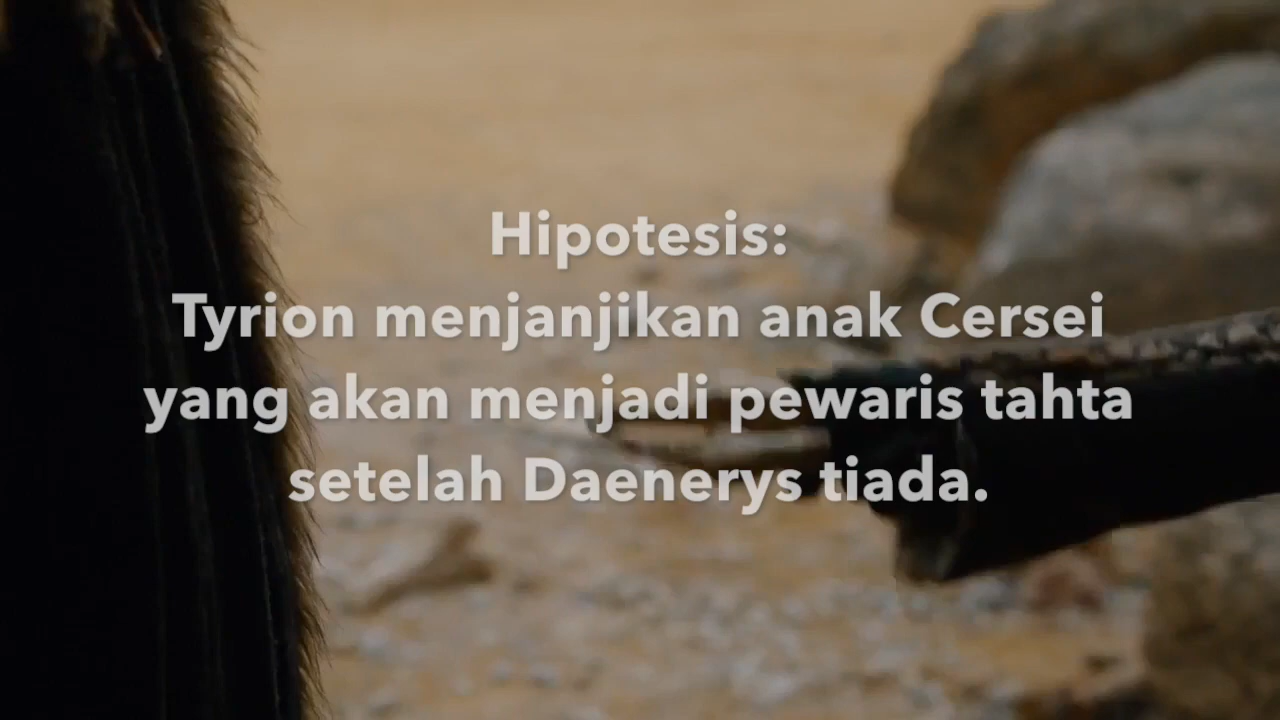 Hipotesis:
Tyrion menjanjikan anak Cersei
yang akan menjadi pewaris tahta
setelah Daenerys tiada.